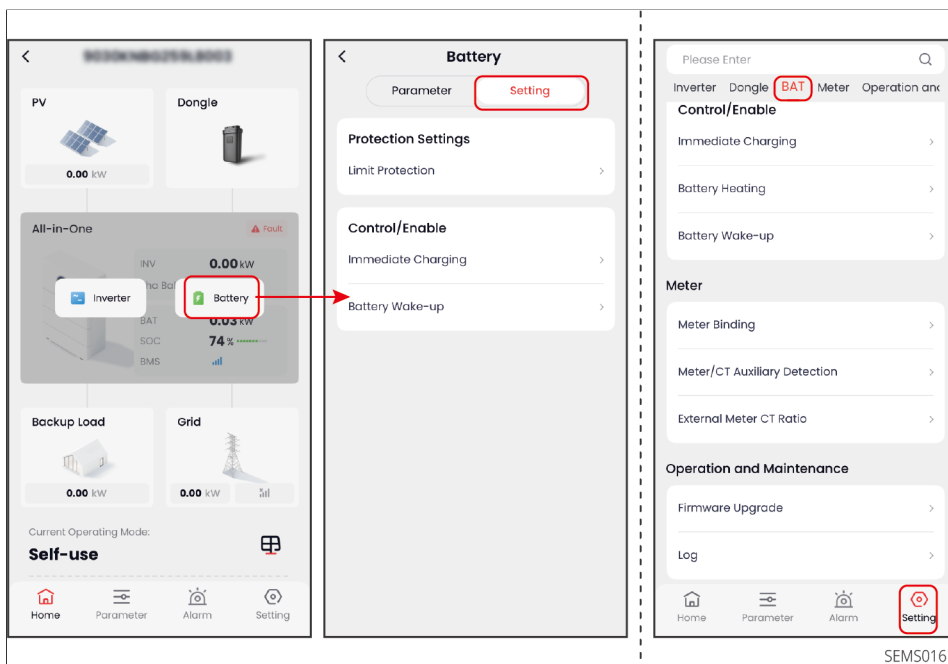 PV
Dongle
0.00 kW
All-in-One
Fault
INV
0.00 kW
BAT
0.03 kW
SOC
74 %
BMS
Inverter
Battery
Backup Load
Grid
0.00 kW
0.00 kW
Current Operating Mode:
Self-use
Home
Parameter
Alarm
Setting
Battery
Parameter
Setting
Protection Settings
Limit Protection
Control/Enable
Immediate Charging
Battery Wake-up
Please Enter
Inverter Dongle BAT Meter Operation and
Control/Enable
Immediate Charging
Battery Heating
Battery Wake-up
Meter
Meter Binding
Meter/CT Auxiliary Detection
External Meter CT Ratio
Operation and Maintenance
Firmware Upgrade
Log
Home
Parameter
Alarm
Setting
SEMS016